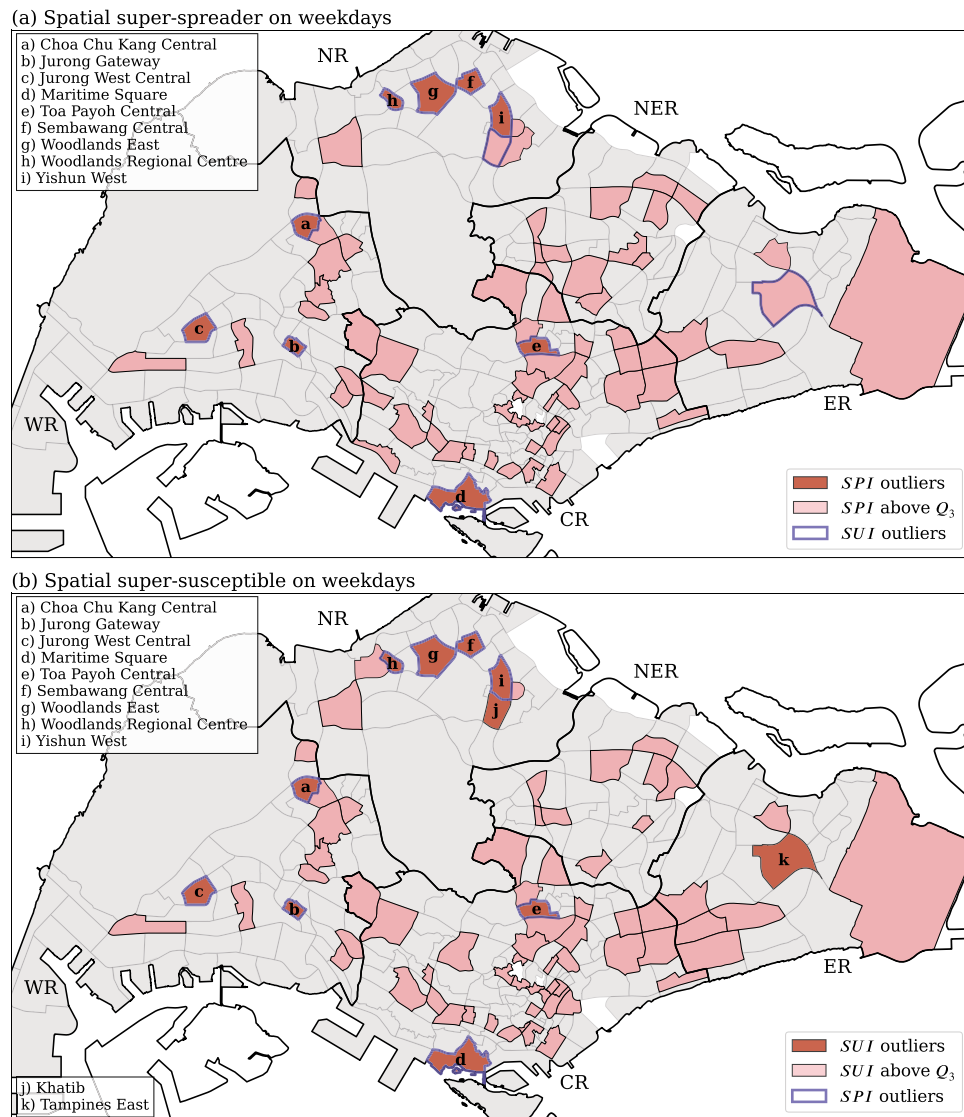 (a) Spatial super-spreader on weekdays
a) Choa Chu Kang Central
b) Jurong Gateway
c) Jurong West Central
d) Maritime Square
e) Toa Payoh Central
f) Sembawang Central
g) Woodlands East
h) Woodlands Regional Centre
i) Yishun West
NR
NER
h
g
f
i
a
c
b
e
d
WR
ER
CR
SPI outliers
SPI above Q3
SUI outliers
(b) Spatial super-susceptible on weekdays
a) Choa Chu Kang Central
b) Jurong Gateway
c) Jurong West Central
d) Maritime Square
e) Toa Payoh Central
f) Sembawang Central
g) Woodlands East
h) Woodlands Regional Centre
i) Yishun West
NR
NER
h
g
f
i
j
a
k
c
b
e
d
WR
ER
CR
SUI outliers
SUI above Q3
SPI outliers
j) Khatib
k) Tampines East